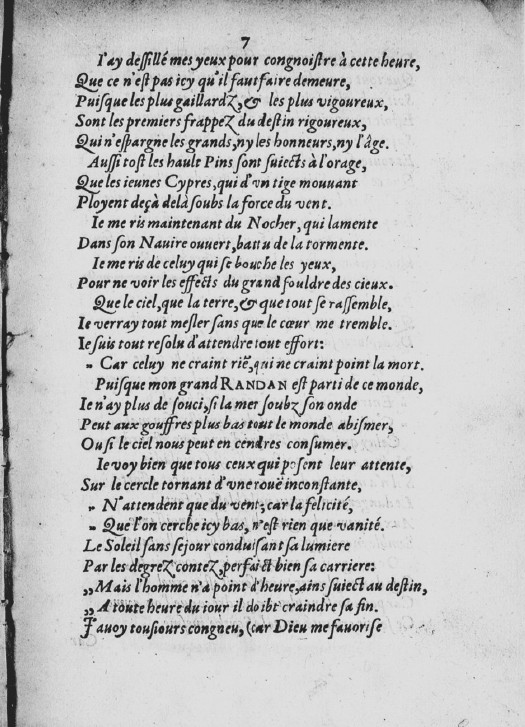 7
I'ay dessillé mes yeux pour congnoistre à cette heure,
Que ce n'est pas icy qu'il faut faire demeure,
Puisque les plus gaillardz, & les plus vigoureux,
Sont les premiers frappez du destin rigoureux,
Qui n'espargne les grands, ny les honneurs, ny l'âge.
Aussi tost les hault Pins sont suiects à l'orage,
Que les ieunes Cypres, qui d'vn tige mouuant
Ployent deçà delà soubs la force du vent.
Ie me ris maintenant du Nocher, qui lamente
Dans son Nauire ouuert, battu de la tormente.
Ie me ris de celuy qui se bouche les yeux,
Pour ne voir les effects du grand fouldre des cieux.
Que le ciel, que la terre, & que tout se rassemble,
Ie verray tout mesler sans que le cœur me tremble.
Ie suis tout resolu d'attendre tout effort:
„ Car celuy ne craint riẽ, qui ne craint point la mort.
Puisque mon grand RANDAN est parti de ce monde,
Ie n'ay plus de souci, si la mer soubz son onde
Peut aux gouffres plus bas tout le monde abismer,
Ou si le ciel nous peut en cendres consumer.
Ie voy bien que tous ceux qui posent leur attente,
Sur le cercle tornant d'vne rouë inconstante,
„ N'attendent que du vent; car la felicité,
„ Que l'on cerche icy bas, n'est rien que vanité.
Le Soleil sans sejour conduisant sa lumiere
Par les degrez contez, perfaict bien sa carriere:
„ Mais l'homme n'a point d'heure, ains suiect au destin,
„ A toute heure du iour il doibt craindre sa fin.
I'auoy tousiours congneu, (car Dieu me fauorise